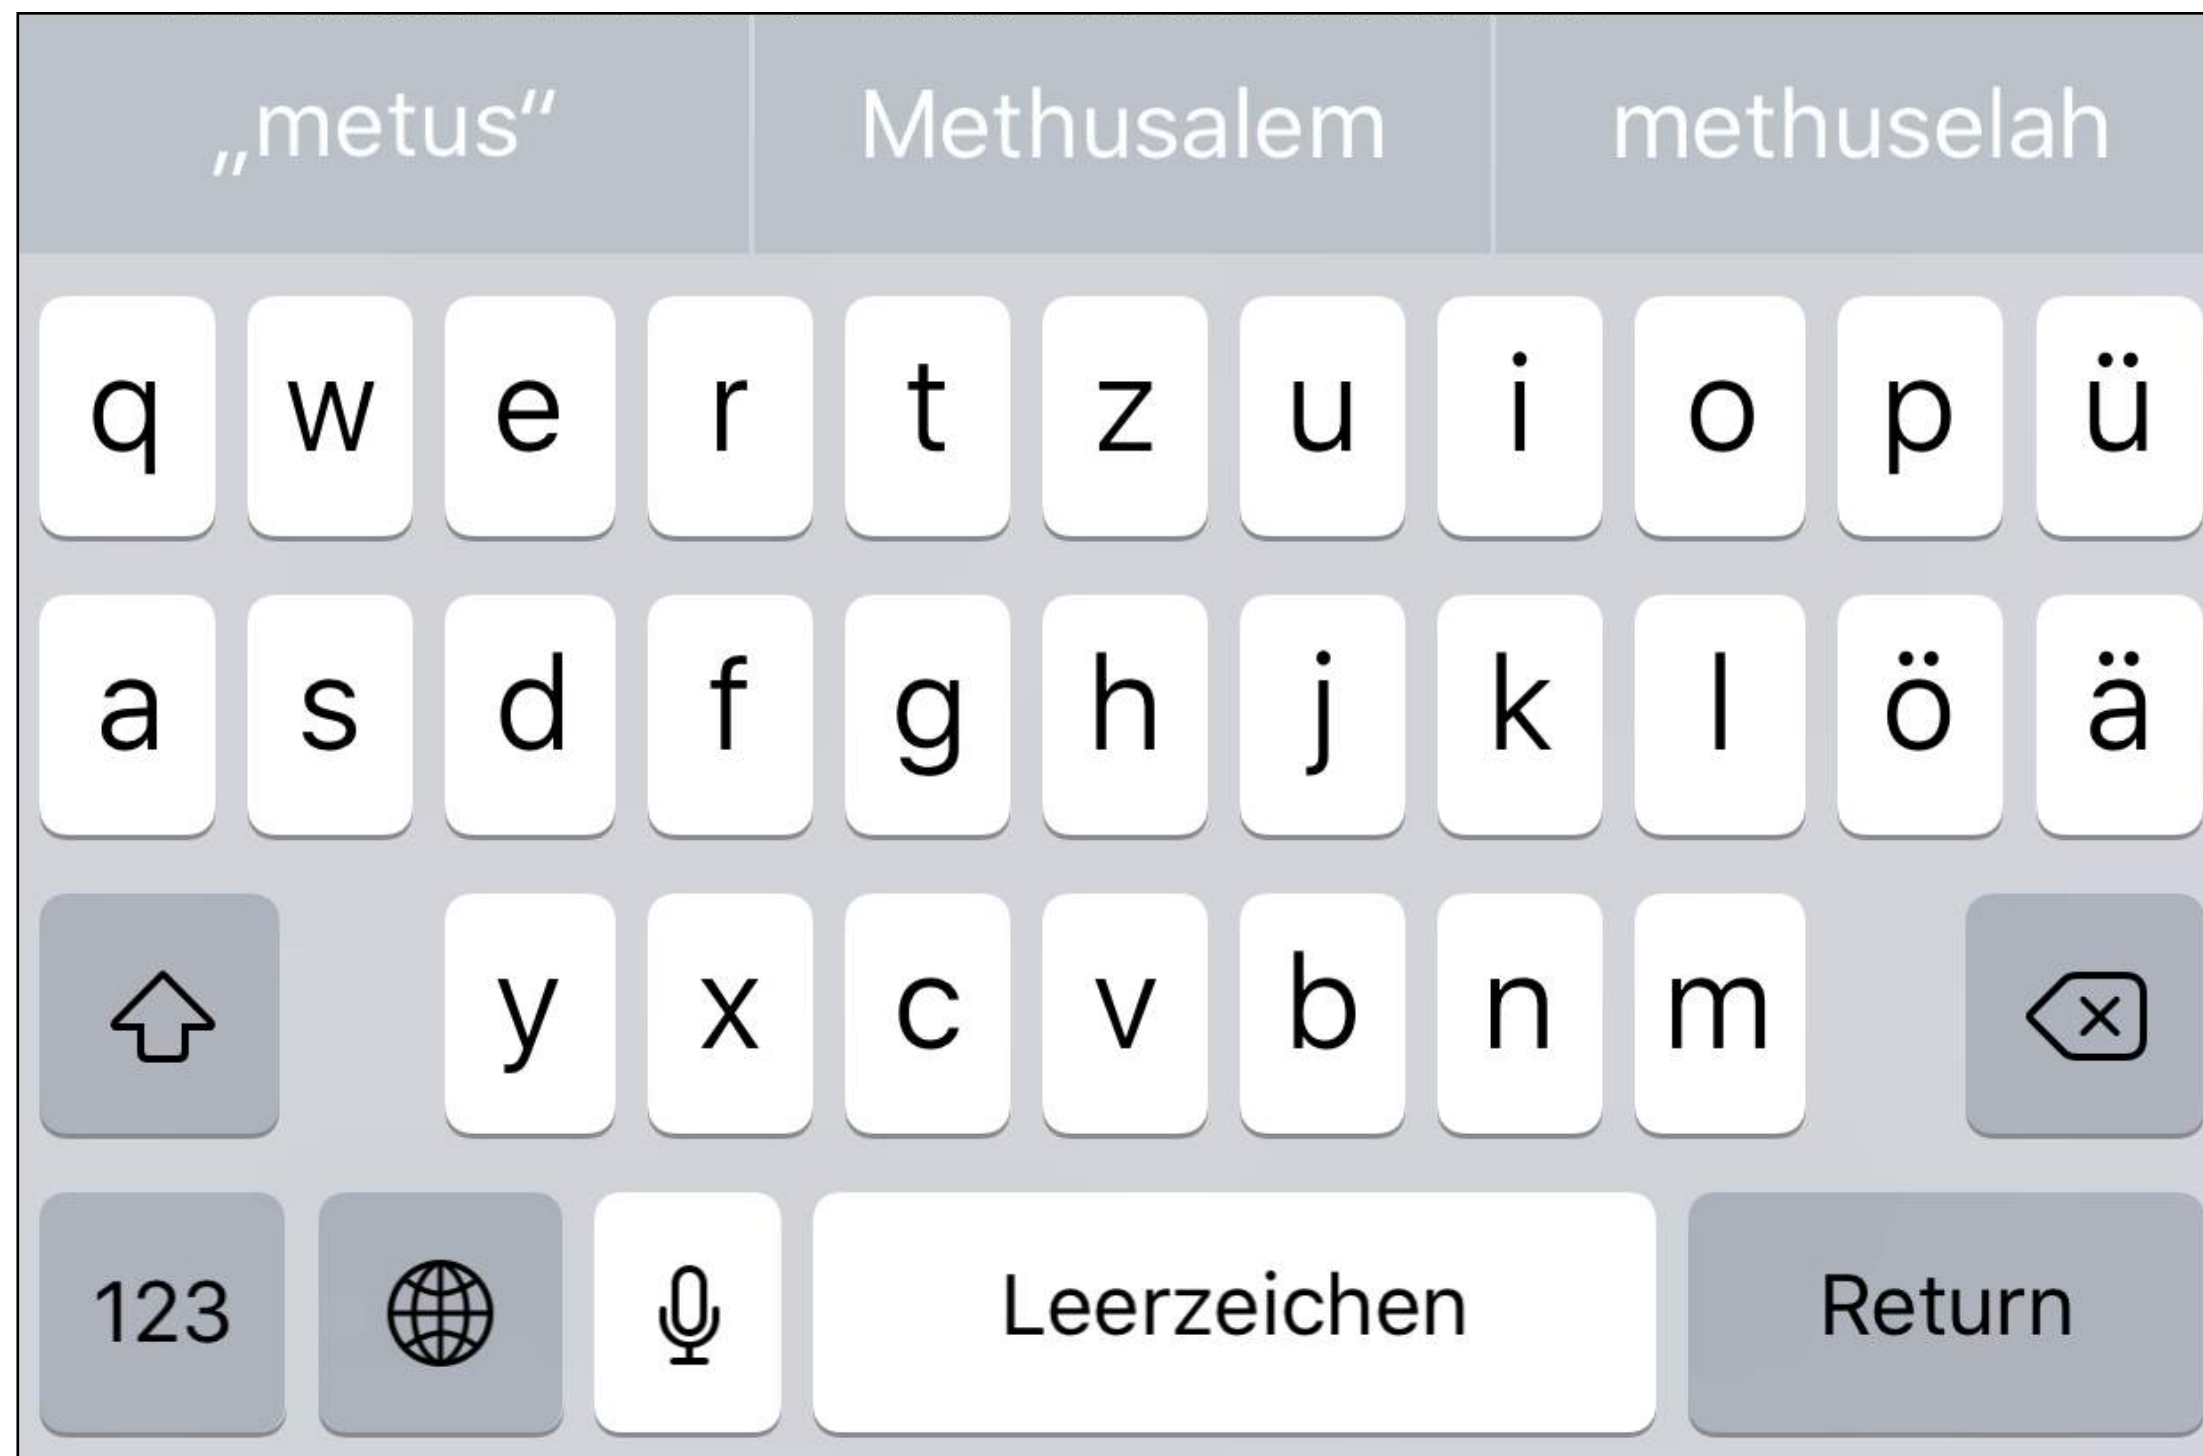 „metus“ Methusalem methuselah
q w e r t z u i o p ü
a s d f g h j k l ö ä
y x c v b n m
123 Leerzeichen Return